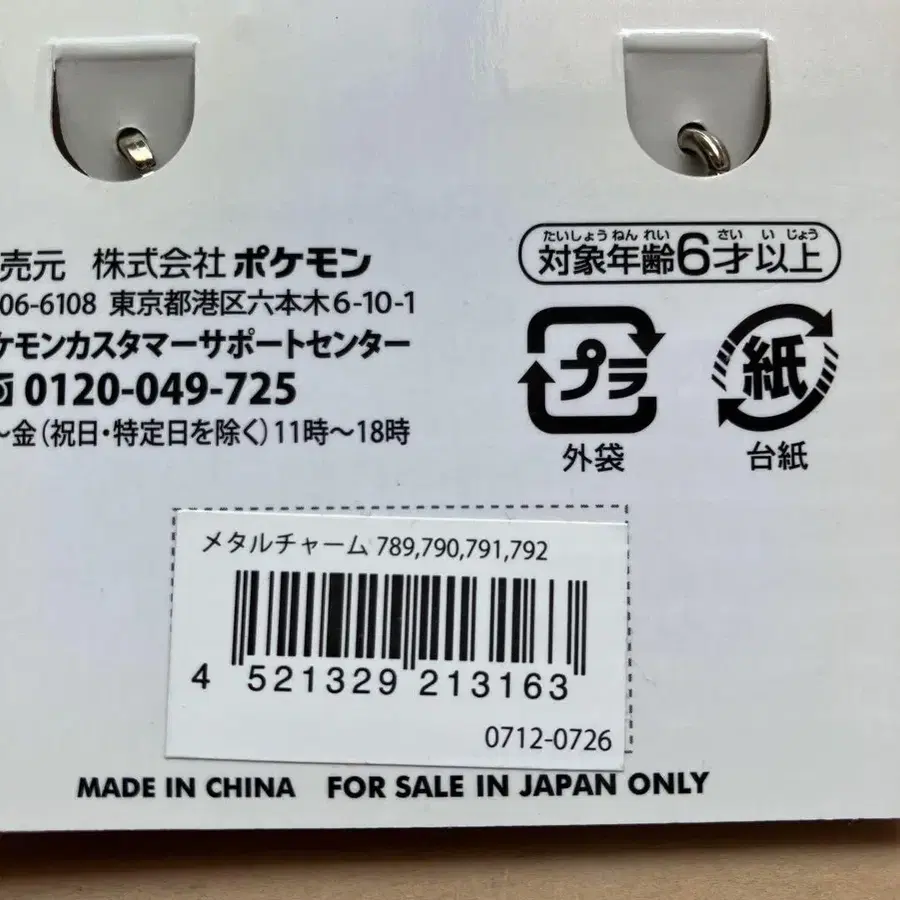 売元 株式会社ポケモン
06-6108 東京都港区六本木6-10-1
ケモンカスタマーサポートセンター
0120-049-725
～金(祝日・特定日を除く)11時～18時
たいしょうねんれい さい いじょう
対象年齢6才以上
プラ
外袋
紙
台紙
メタルチャーム 789,790,791,792
4 521329 213163
0712-0726
MADE IN CHINA FOR SALE IN JAPAN ONLY